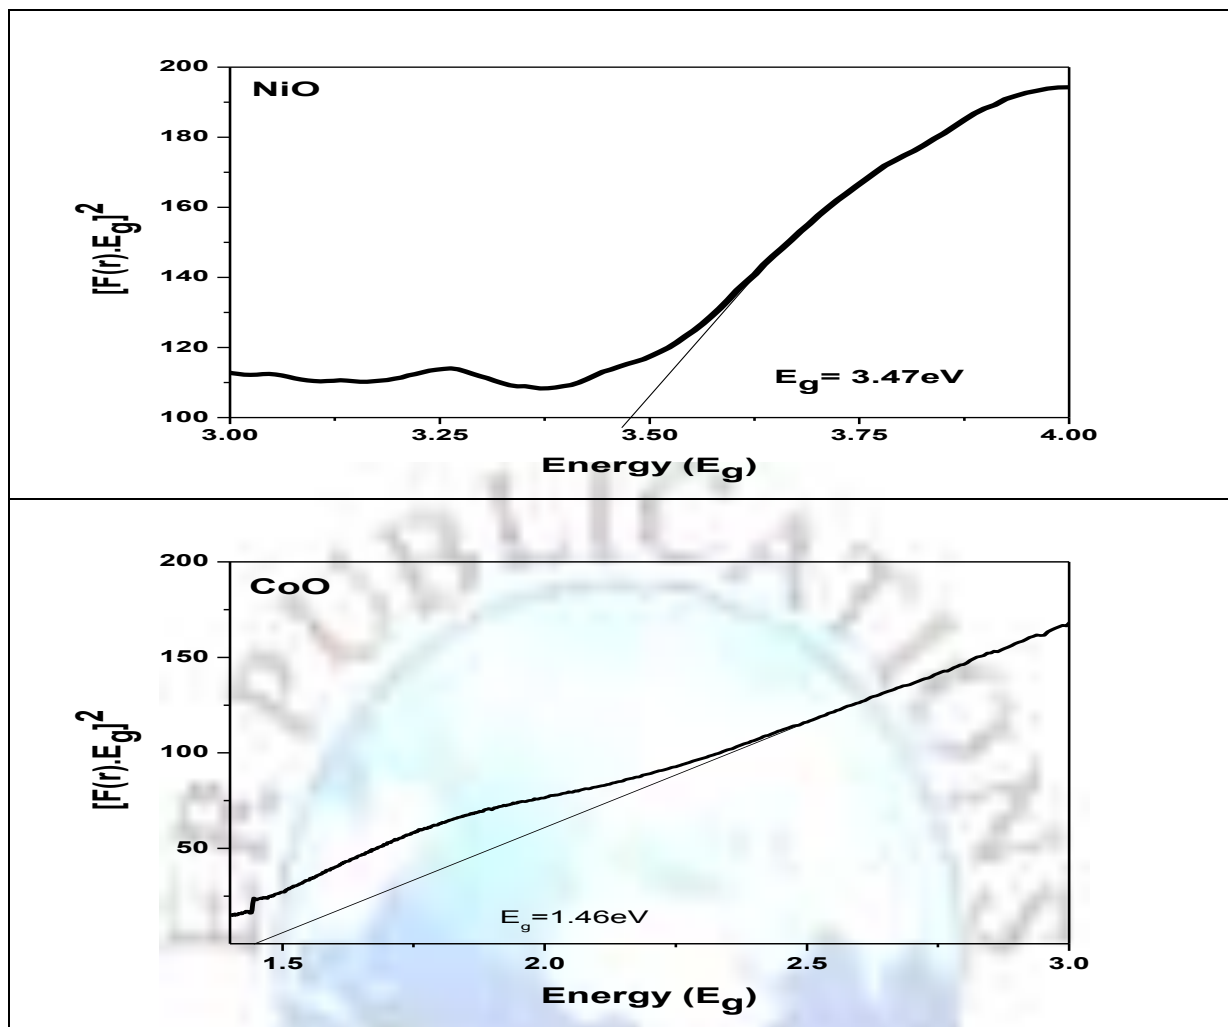 200
NiO
180
160
140
120
100
[F(r).Eg]²
Eg= 3.47eV
3.00 3.25 3.50 3.75 4.00
Energy (Eg)
200
CoO
150
100
50
[F(r).Eg]²
Eg=1.46eV
1.5 2.0 2.5 3.0
Energy (Eg)
ER PUBLICATIONS